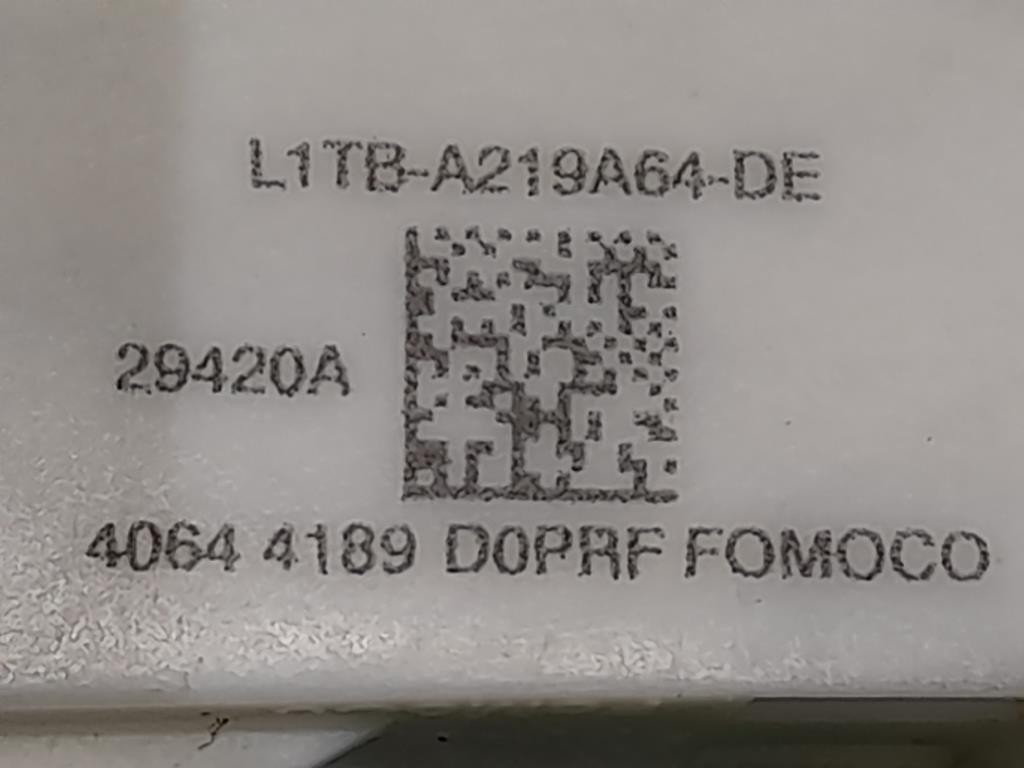 L1TB-A219A64-DE
29420A
4064 4189 D0PRF FOMOCO